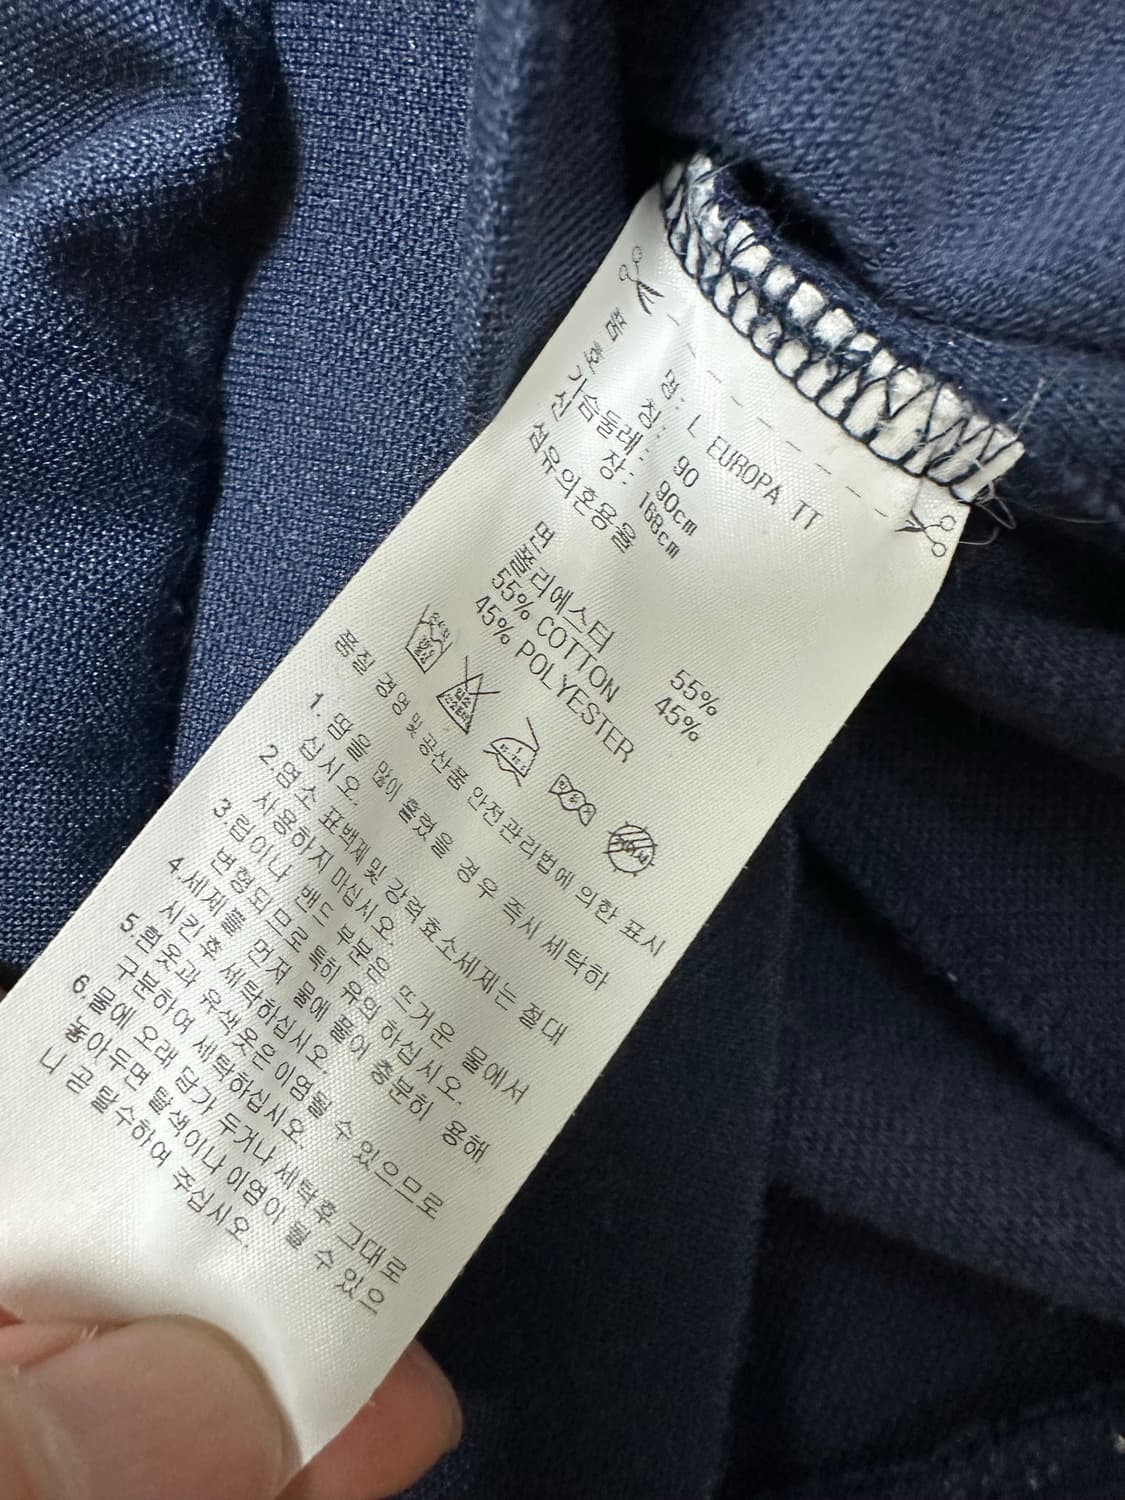 품 명: L EUROPA TT
호 칭: 90
가슴둘레: 90cm
신 장: 168cm
섬유의혼용율
면 55%
폴리에스터 45%
55% COTTON
45% POLYESTER
품질 경영 및 공산품 안전관리법에 의한 표시
1. 땀을 많이 흘렸을 경우 즉시 세탁하
십시오.
2.염소 표백제 및 강력효소세제는 절대
사용하지 마십시오.
3.립이나 밴드 부분은 뜨거운 물에서
변형되므로 특히 유의 하십시오.
4.세제를 먼저 물에 풀어 충분히 용해
시킨후 세탁하십시오.
5.흰옷과 유색옷은 이염될 수 있으므로
구분하여 세탁하십시오.
6.물에 오래 담가 두거나 세탁후 그대로
놓아두면 탈색이나 이염이 될 수 있으
니 곧 탈수하여 주십시오.